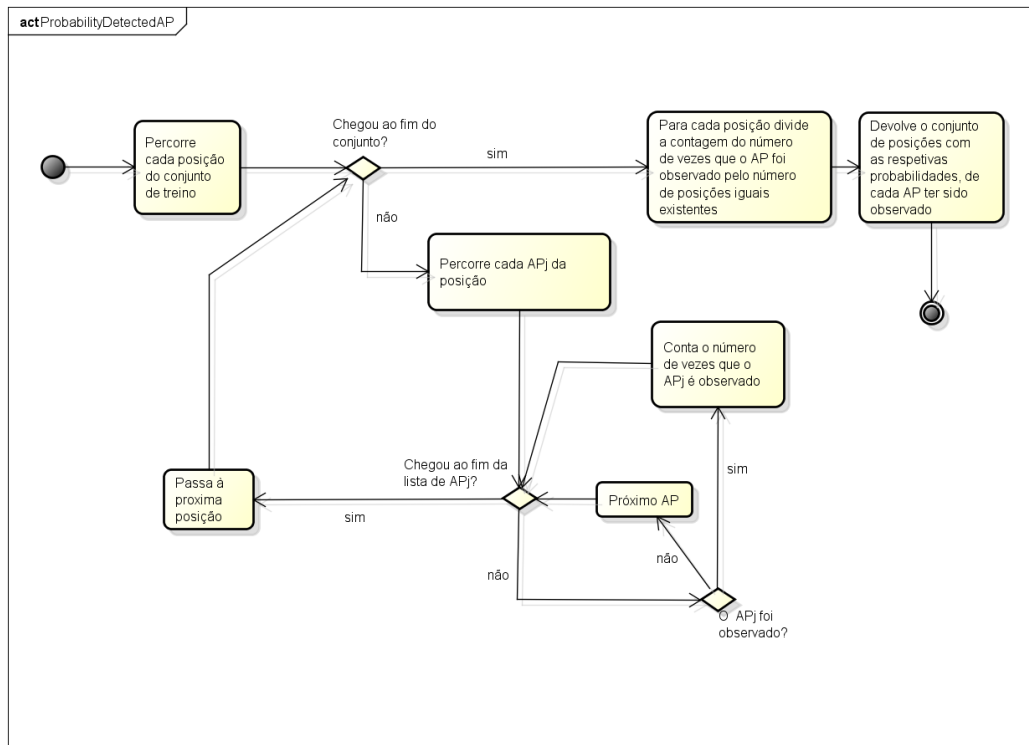 act ProbabilityDetectedAP
Percorre
cada posição
do conjunto
de treino
Chegou ao fim do
conjunto?
sim
não
Para cada posição divide
a contagem do número
de vezes que o AP foi
observado pelo número
de posições iguais
existentes
Devolve o conjunto
de posições com
as respetivas
probabilidades, de
cada AP ter sido
observado
Percorre cada APj da
posição
Conta o número
de vezes que o
APj é observado
Chegou ao fim da
lista de APj?
sim
Passa à
proxima
posição
Próximo AP
sim
não
não
O APj foi
observado?